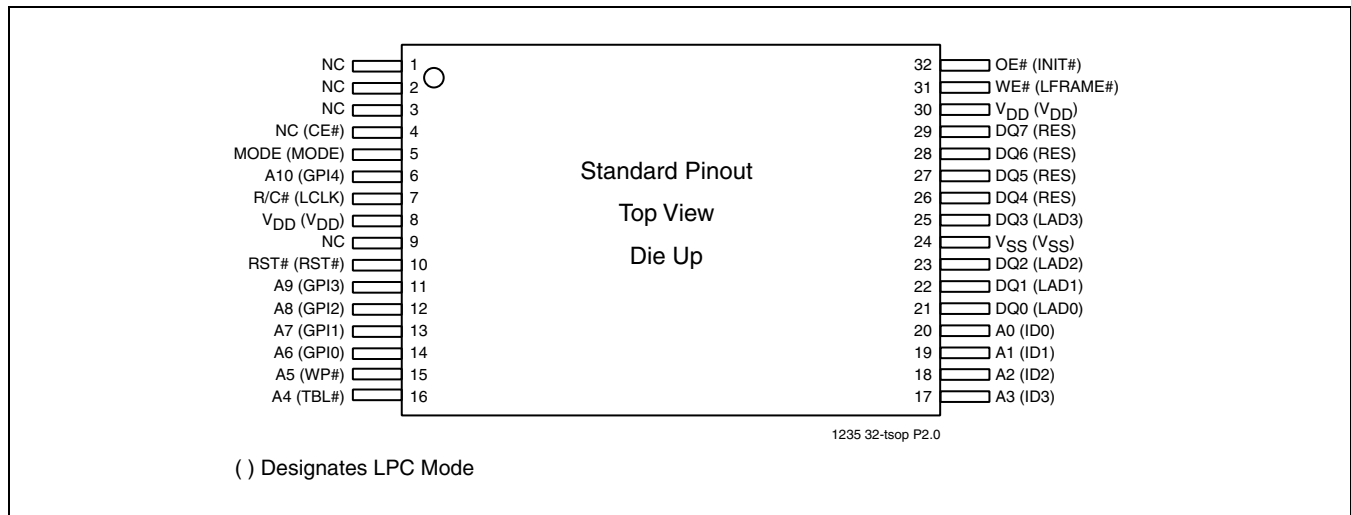 NC 1
NC 2
NC 3
NC (CE#) 4
MODE (MODE) 5
A10 (GPI4) 6
R/C# (LCLK) 7
VDD (VDD) 8
NC 9
RST# (RST#) 10
A9 (GPI3) 11
A8 (GPI2) 12
A7 (GPI1) 13
A6 (GPI0) 14
A5 (WP#) 15
A4 (TBL#) 16
Standard Pinout
Top View
Die Up
32 OE# (INIT#)
31 WE# (LFRAME#)
30 VDD (VDD)
29 DQ7 (RES)
28 DQ6 (RES)
27 DQ5 (RES)
26 DQ4 (RES)
25 DQ3 (LAD3)
24 VSS (VSS)
23 DQ2 (LAD2)
22 DQ1 (LAD1)
21 DQ0 (LAD0)
20 A0 (ID0)
19 A1 (ID1)
18 A2 (ID2)
17 A3 (ID3)
1235 32-tsop P2.0
( ) Designates LPC Mode